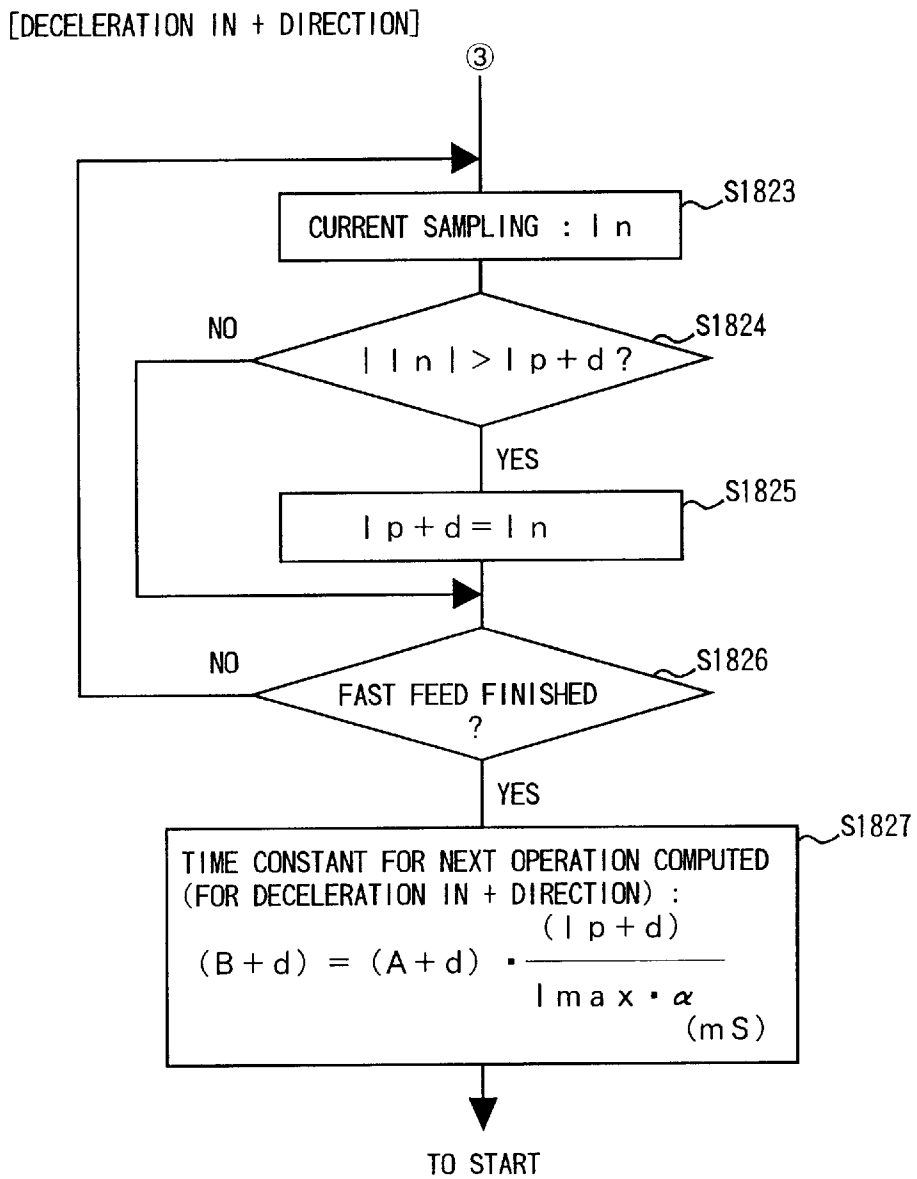 [DECELERATION IN + DIRECTION]
③
S1823
CURRENT SAMPLING : In
NO
S1824
|In|>Ip+d?
YES
S1825
Ip+d=In
NO
S1826
FAST FEED FINISHED
?
YES
S1827
TIME CONSTANT FOR NEXT OPERATION COMPUTED
(FOR DECELERATION IN + DIRECTION) :
(Ip+d)
(B+d) = (A+d) ·
Imax·α
(mS)
TO START